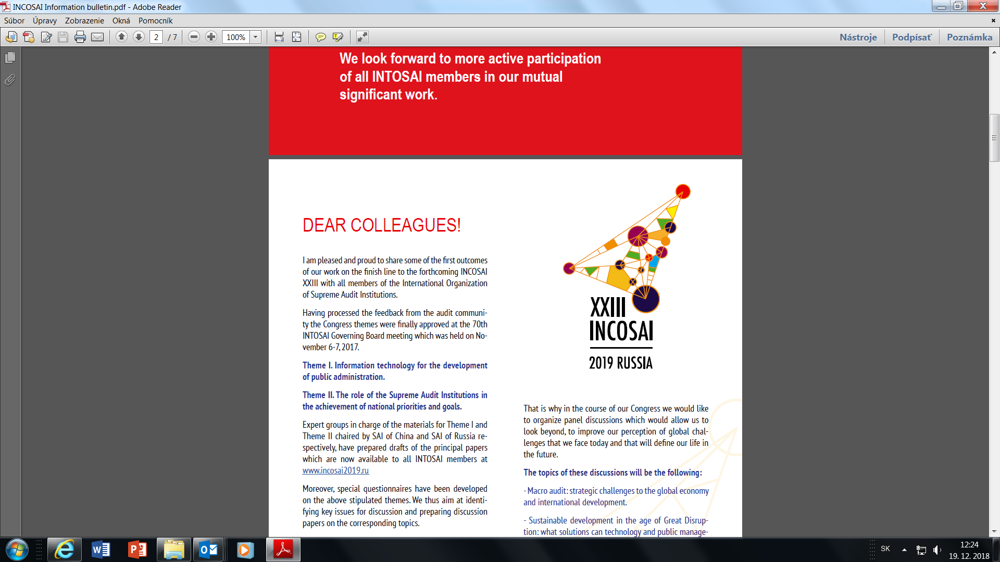 INCOSAI Information bulletin.pdf - Adobe Reader
Súbor Úpravy Zobrazenie Okná Pomocník
2 / 7 100% Nástroje Podpísať Poznámka
We look forward to more active participation
of all INTOSAI members in our mutual
significant work.
DEAR COLLEAGUES!
I am pleased and proud to share some of the first outcomes
of our work on the finish line to the forthcoming INCOSAI
XXIII with all members of the International Organization
of Supreme Audit Institutions.
Having processed the feedback from the audit communi-
ty the Congress themes were finally approved at the 70th
INTOSAI Governing Board meeting which was held on No-
vember 6-7, 2017.
Theme I. Information technology for the development
of public administration.
Theme II. The role of the Supreme Audit Institutions in
the achievement of national priorities and goals.
Expert groups in charge of the materials for Theme I and
Theme II chaired by SAI of China and SAI of Russia re-
spectively, have prepared drafts of the principal papers
which are now available to all INTOSAI members at
www.incosai2019.ru
Moreover, special questionnaires have been developed
on the above stipulated themes. We thus aim at identi-
fying key issues for discussion and preparing discussion
papers on the corresponding topics.
XXIII
INCOSAI
2019 RUSSIA
That is why in the course of our Congress we would like
to organize panel discussions which would allow us to
look beyond, to improve our perception of global chal-
lenges that we face today and that will define our life in
the future.
The topics of these discussions will be the following:
- Macro audit: strategic challenges to the global economy
and international development.
- Sustainable development in the age of Great Disrup-
tion: what solutions can technology and public manage-
SK
12:24
19. 12. 2018